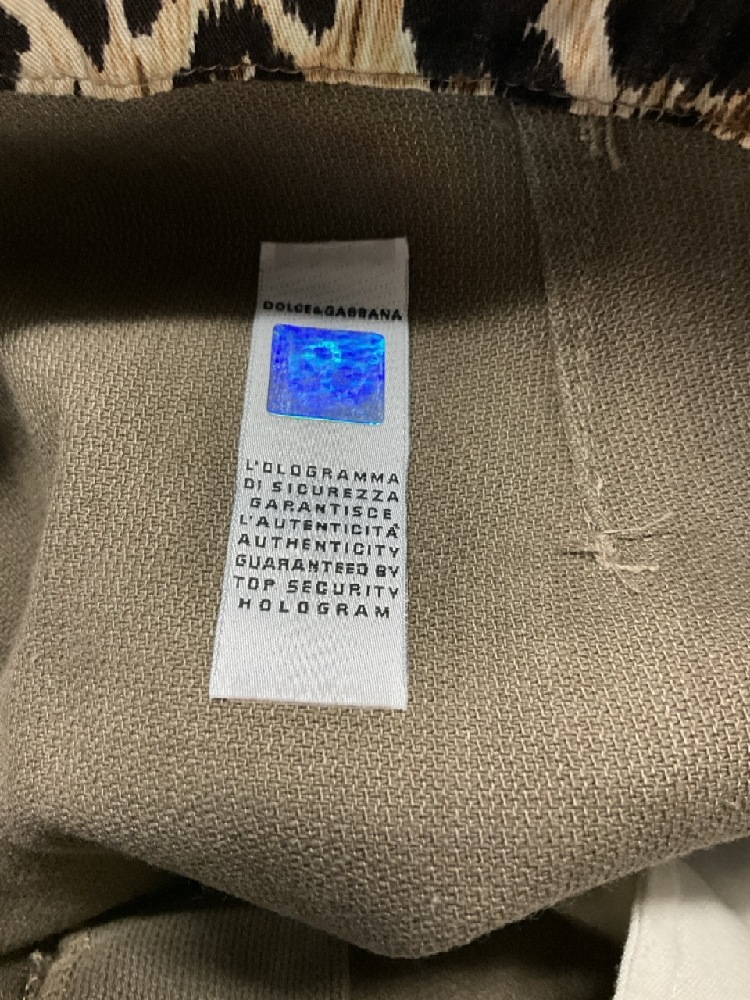 DOLCE&GABBANA
L'OLOGRAMMA
DI SICUREZZA
GARANTISCE
L'AUTENTICITÀ
AUTHENTICITY
GUARANTEED BY
TOP SECURITY
HOLOGRAM